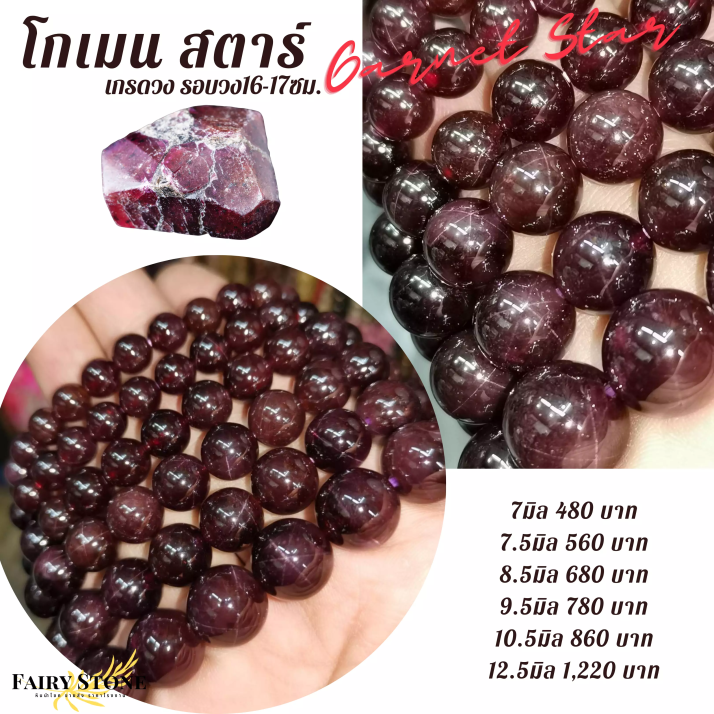 โกเมน สตาร์
Garnet Star
เกรดวง รอบวง16-17ซม.
7มิล 480 บาท
7.5มิล 560 บาท
8.5มิล 680 บาท
9.5มิล 780 บาท
10.5มิล 860 บาท
12.5มิล 1,220 บาท
FAIRY STONE